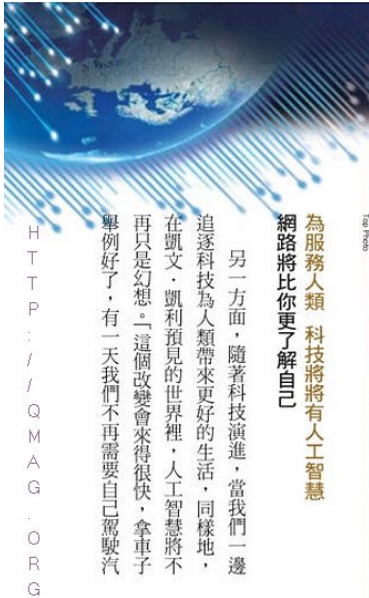 Top Photo
為服務人類　科技將將有人工智慧
網路將比你更了解自己
另一方面，隨著科技演進，當我們一邊
追逐科技為人類帶來更好的生活，同樣地，
在凱文．凱利預見的世界裡，人工智慧將不
再只是幻想。「這個改變會來得很快，拿車子
舉例好了，有一天我們不再需要自己駕駛汽
HTTP://QMAG.ORG